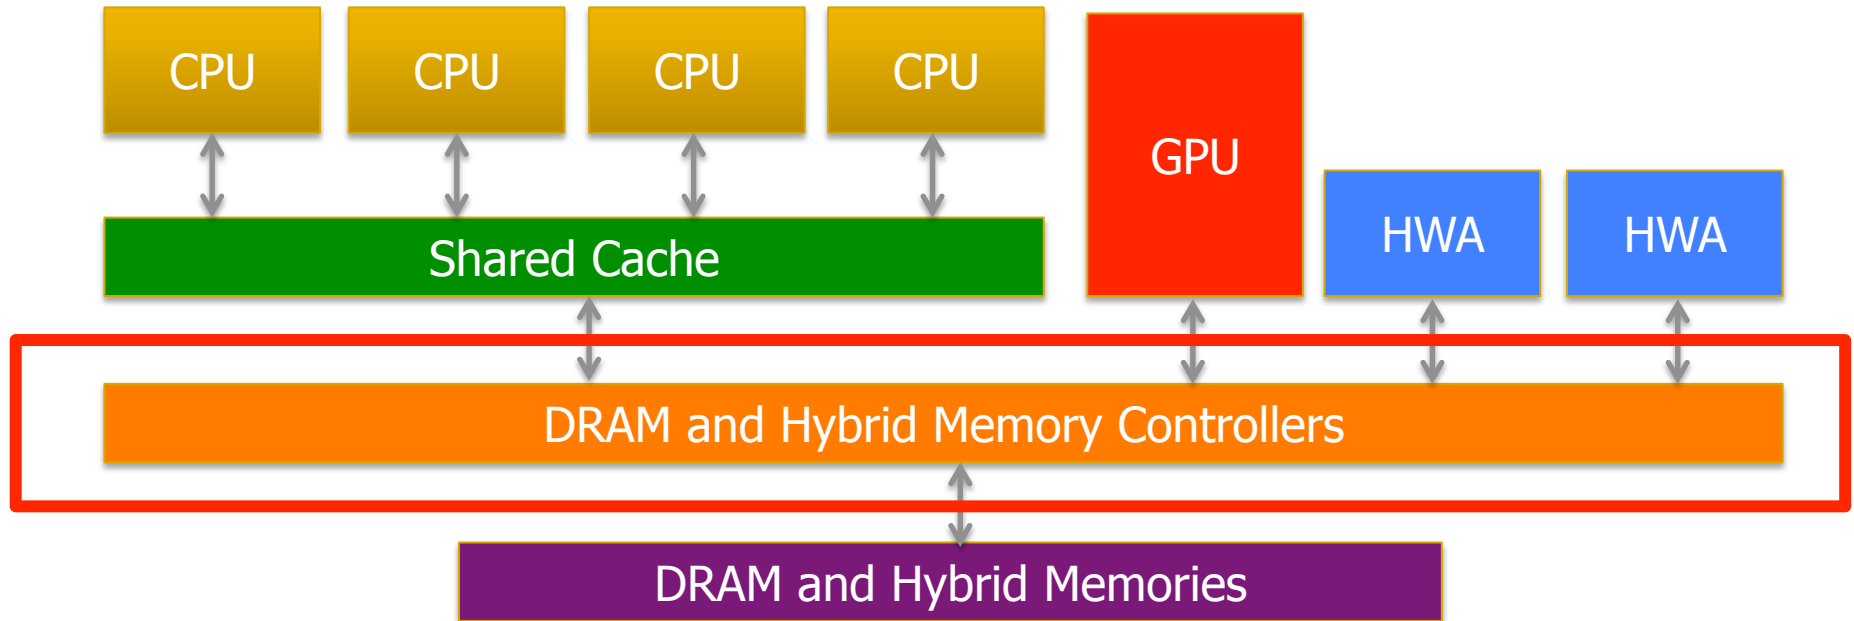 CPU
CPU
CPU
CPU
GPU
HWA
HWA
Shared Cache
DRAM and Hybrid Memory Controllers
DRAM and Hybrid Memories